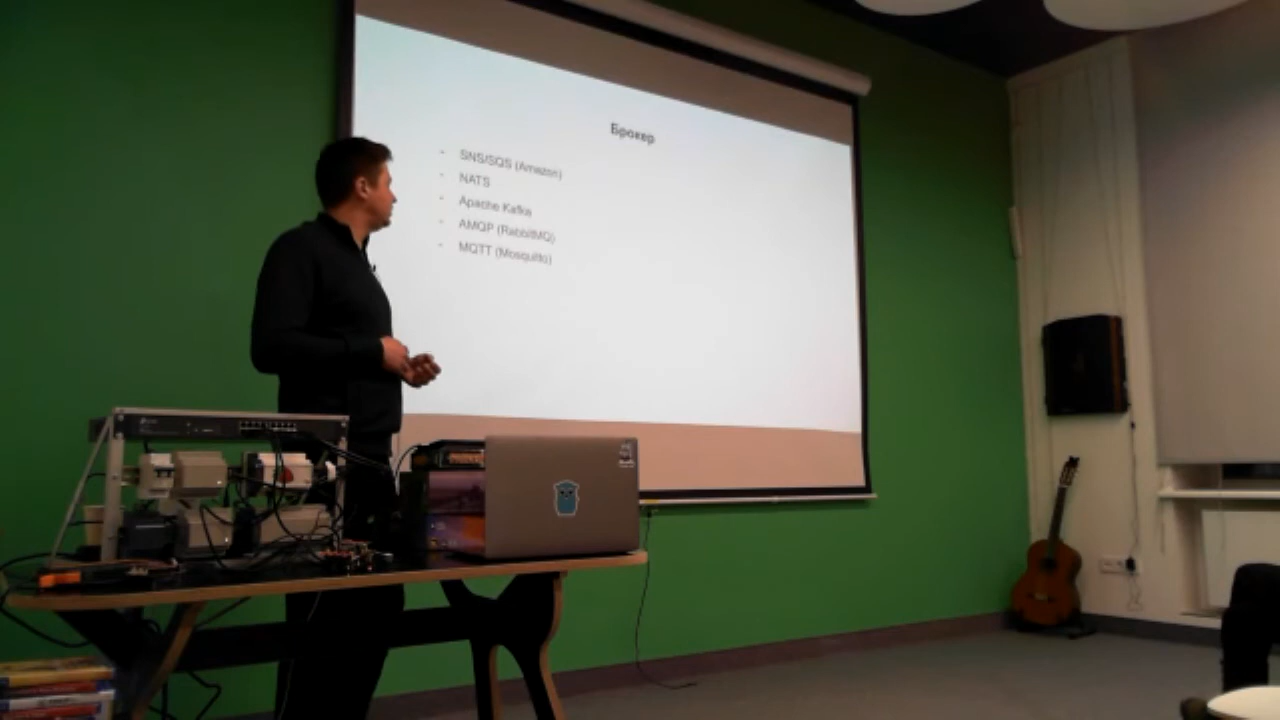 Брокер
- SNS/SQS (Amazon)
- NATS
- Apache Kafka
- AMQP (RabbitMQ)
- MQTT (Mosquitto)